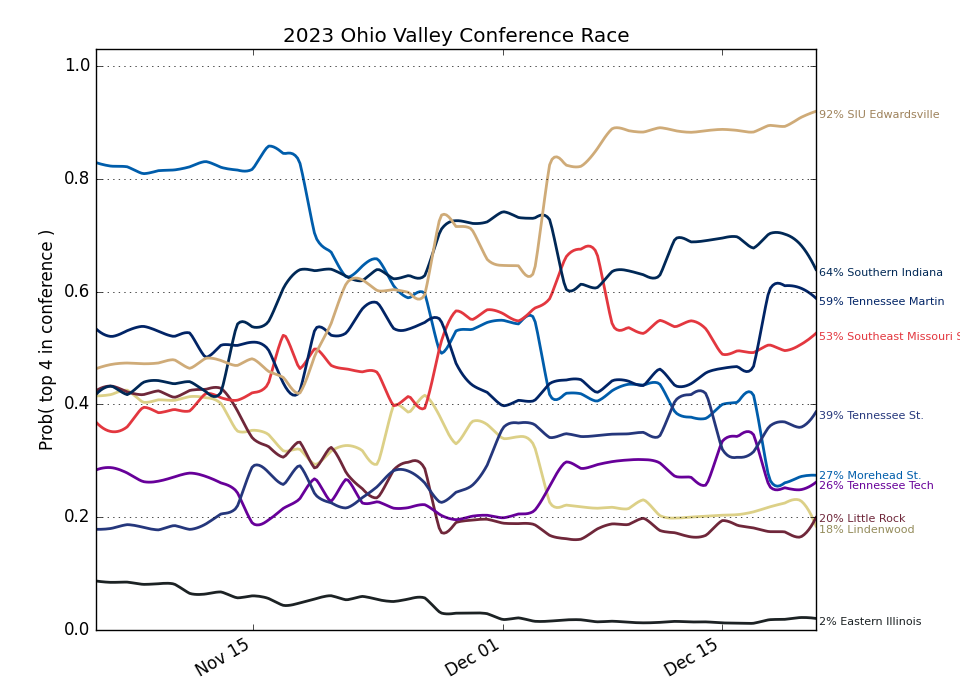 2023 Ohio Valley Conference Race
Prob( top 4 in conference )
1.0
0.8
0.6
0.4
0.2
0.0
Nov 15
Dec 01
Dec 15
92% SIU Edwardsville
64% Southern Indiana
59% Tennessee Martin
53% Southeast Missouri S
39% Tennessee St.
27% Morehead St.
26% Tennessee Tech
20% Little Rock
18% Lindenwood
2% Eastern Illinois